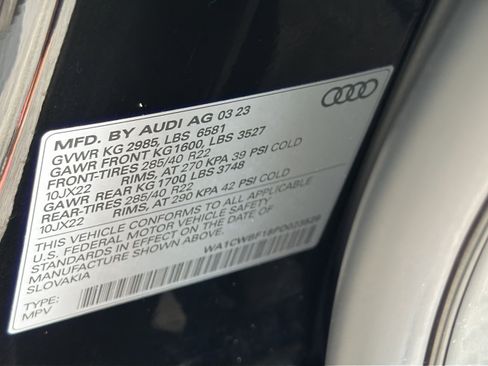 MFD. BY AUDI AG 03 23
GVWR KG 2985, LBS 6581
GAWR FRONT KG1600, LBS 3527
FRONT-TIRES 285/40 R22
10JX22 RIMS, AT 270 KPA 39 PSI COLD
GAWR REAR KG 1700 LBS 3748
REAR-TIRES 285/40 R22
10JX22 RIMS, AT 290 KPA 42 PSI COLD
THIS VEHICLE CONFORMS TO ALL APPLICABLE
U.S. FEDERAL MOTOR VEHICLE SAFETY
STANDARDS IN EFFECT ON THE DATE OF
MANUFACTURE SHOWN ABOVE.
SLOVAKIA
TYPE:
MPV